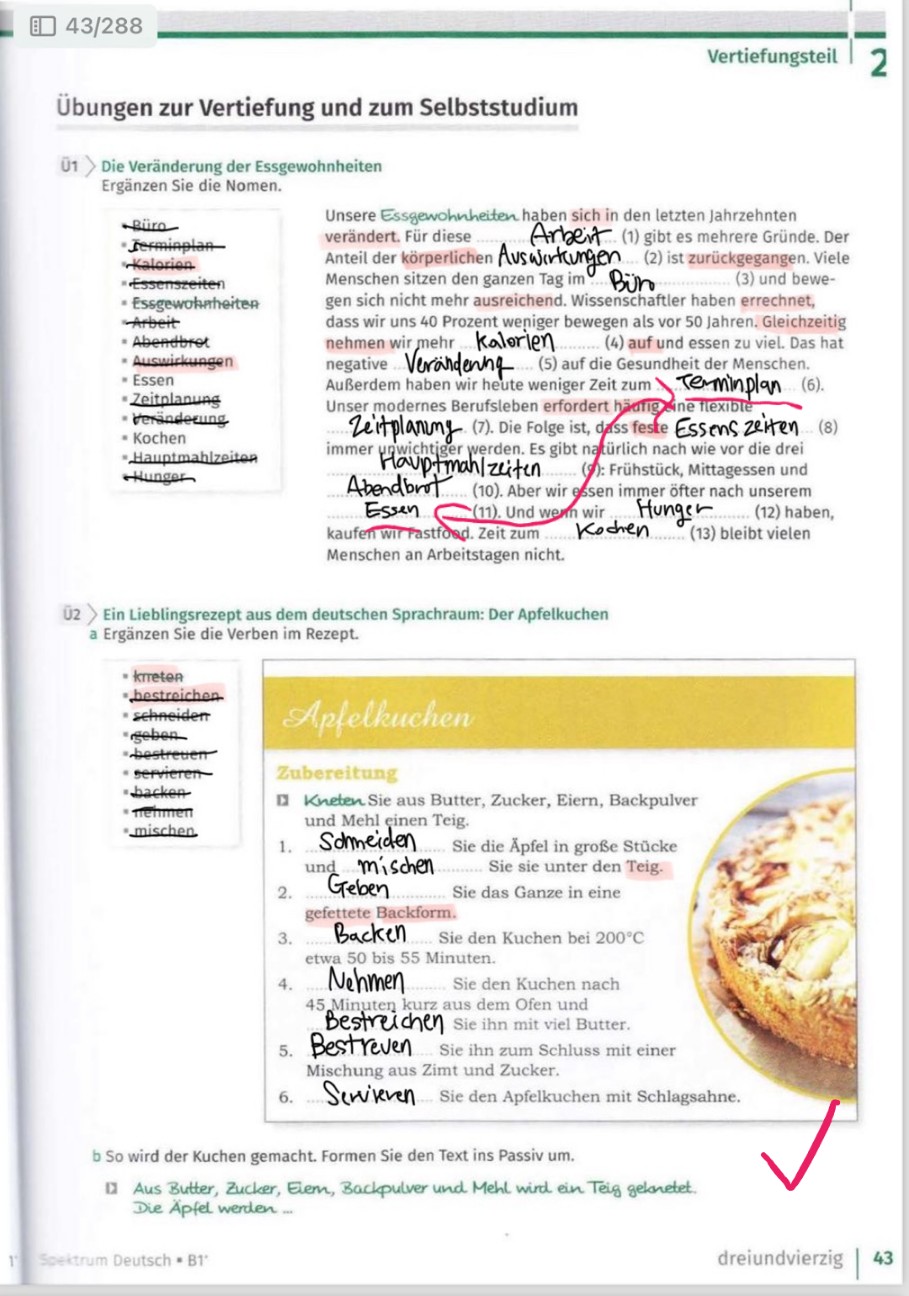 43/288
Vertiefungsteil 2
Übungen zur Vertiefung und zum Selbststudium
Ü1 Die Veränderung der Essgewohnheiten
Ergänzen Sie die Nomen.
Büro
Terminplan
Kalorien
Essenszeiten
Essgewohnheiten
Arbeit
Abendbrot
Auswirkungen
Essen
Zeitplanung
Veränderung
Kochen
Hauptmahlzeiten
Hunger
Unsere Essgewohnheiten haben sich in den letzten Jahrzehnten
verändert. Für diese Arbeit (1) gibt es mehrere Gründe. Der
Anteil der körperlichen Auswirkungen (2) ist zurückgegangen. Viele
Menschen sitzen den ganzen Tag im Büro (3) und bewe-
gen sich nicht mehr ausreichend. Wissenschaftler haben errechnet,
dass wir uns 40 Prozent weniger bewegen als vor 50 Jahren. Gleichzeitig
nehmen wir mehr Kalorien (4) auf und essen zu viel. Das hat
negative Veränderung (5) auf die Gesundheit der Menschen.
Außerdem haben wir heute weniger Zeit zum Terminplan (6).
Unser modernes Berufsleben erfordert häufig eine flexible
Zeitplanung (7). Die Folge ist, dass feste Essens zeiten (8)
immer unwichtiger werden. Es gibt natürlich nach wie vor die drei
Hauptmahlzeiten (9): Frühstück, Mittagessen und
Abendbrot (10). Aber wir essen immer öfter nach unserem
Essen (11). Und wenn wir Hunger (12) haben,
kaufen wir Fastfood. Zeit zum Kochen (13) bleibt vielen
Menschen an Arbeitstagen nicht.
Ü2 Ein Lieblingsrezept aus dem deutschen Sprachraum: Der Apfelkuchen
a Ergänzen Sie die Verben im Rezept.
kneten
bestreichen
schneiden
geben
bestreuen
servieren
backen
nehmen
mischen
Apfelkuchen
Zubereitung
Kneten Sie aus Butter, Zucker, Eiern, Backpulver
und Mehl einen Teig.
1. Schneiden Sie die Äpfel in große Stücke
und mischen Sie sie unter den Teig.
2. Geben Sie das Ganze in eine
gefettete Backform.
3. Backen Sie den Kuchen bei 200°C
etwa 50 bis 55 Minuten.
4. Nehmen Sie den Kuchen nach
45 Minuten kurz aus dem Ofen und
Bestreichen Sie ihn mit viel Butter.
5. Bestreuen Sie ihn zum Schluss mit einer
Mischung aus Zimt und Zucker.
6. Servieren Sie den Apfelkuchen mit Schlagsahne.
b So wird der Kuchen gemacht. Formen Sie den Text ins Passiv um.
Aus Butter, Zucker, Eiern, Backpulver und Mehl wird ein Teig geknetet.
Die Äpfel werden ...
Spektrum Deutsch • B1+
dreiundvierzig 43